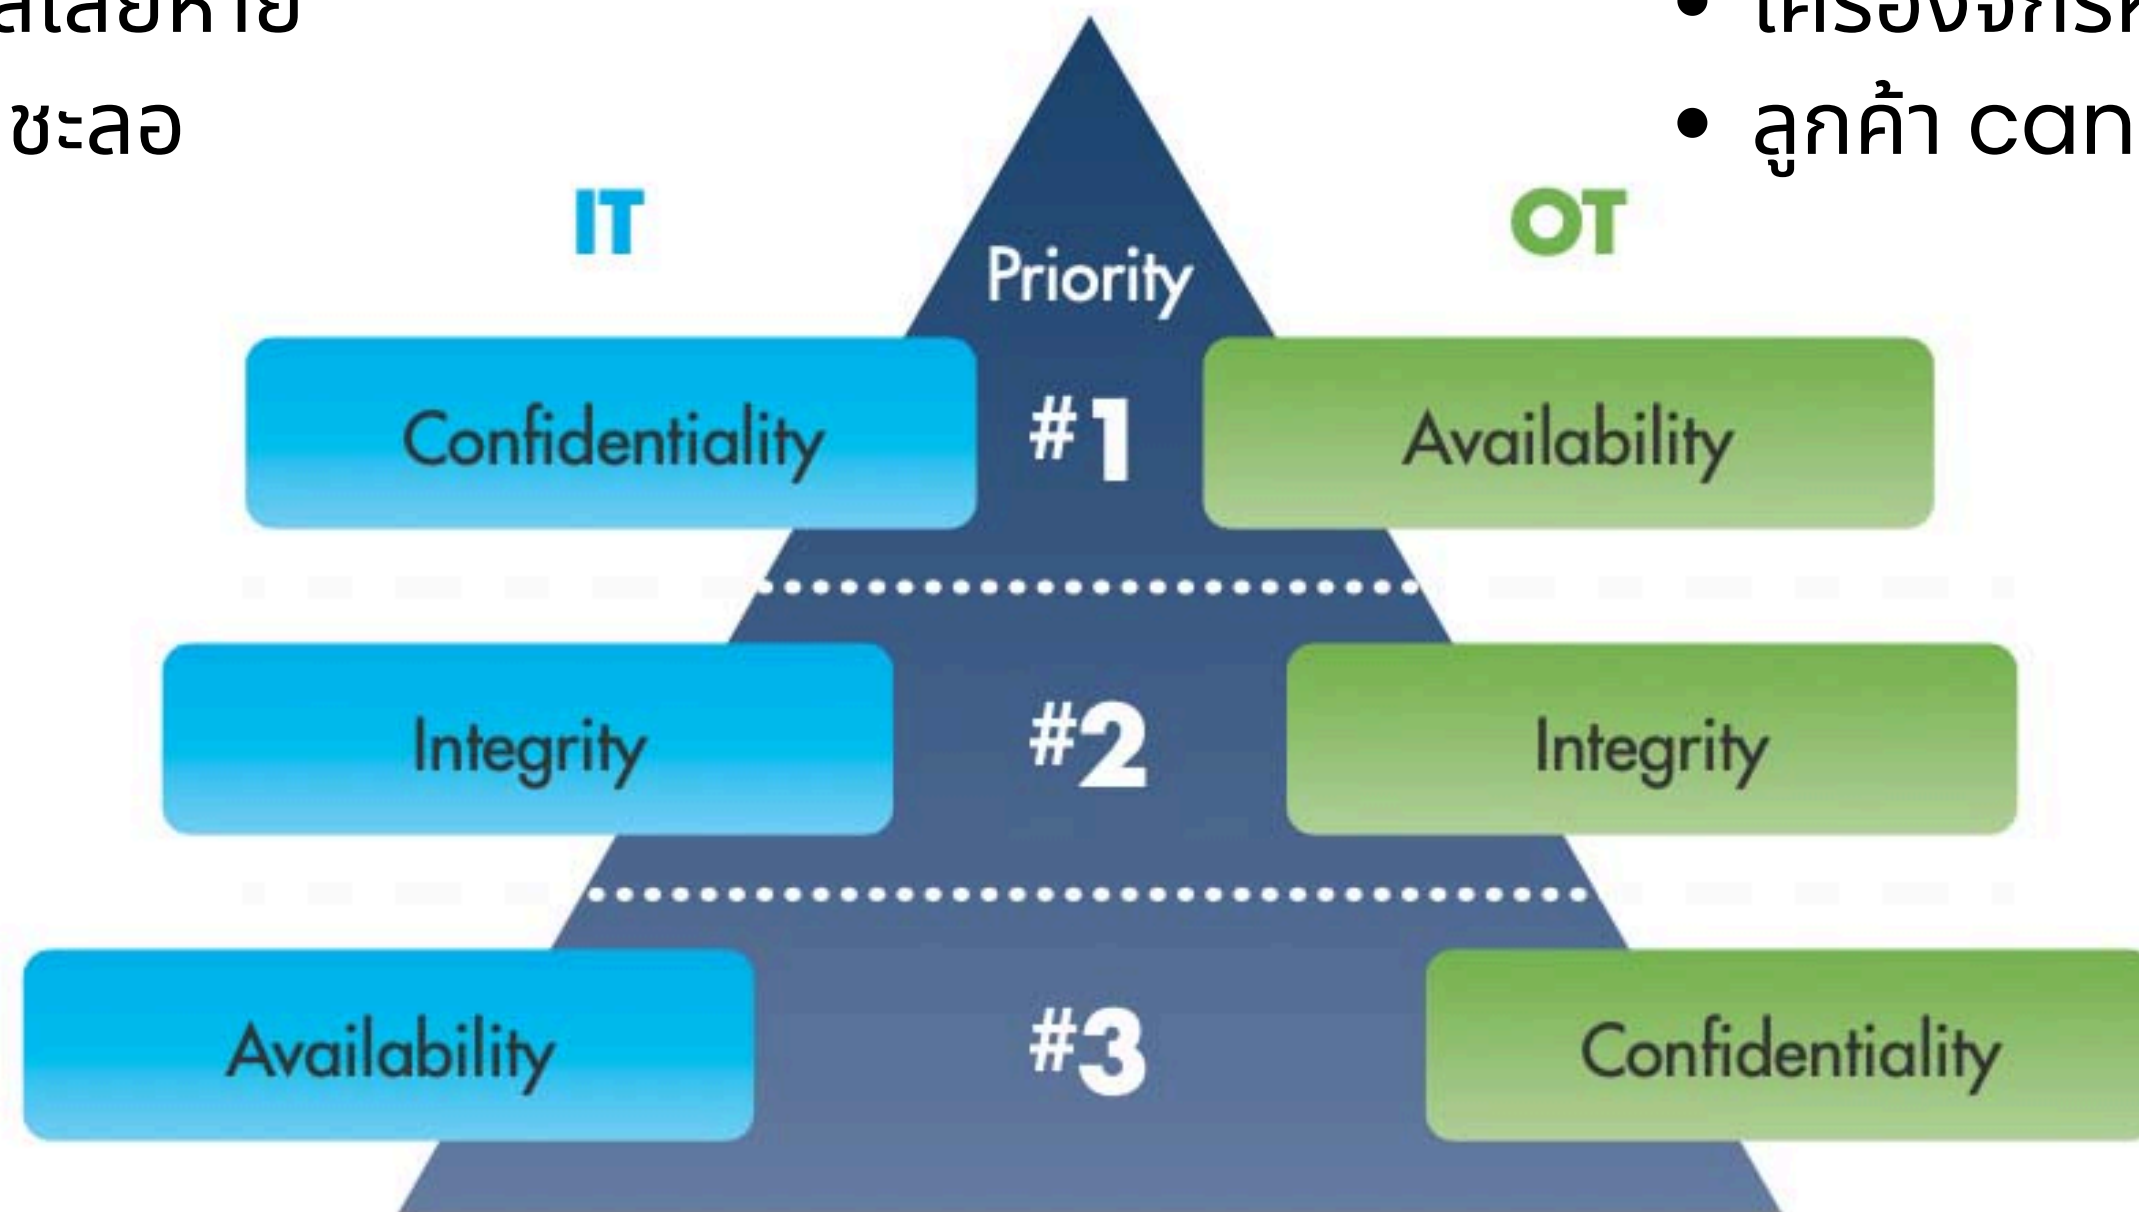 ชะลอ
ลูกค้า
IT
OT
Priority
Confidentiality
#1
Availability
Integrity
#2
Integrity
Availability
#3
Confidentiality